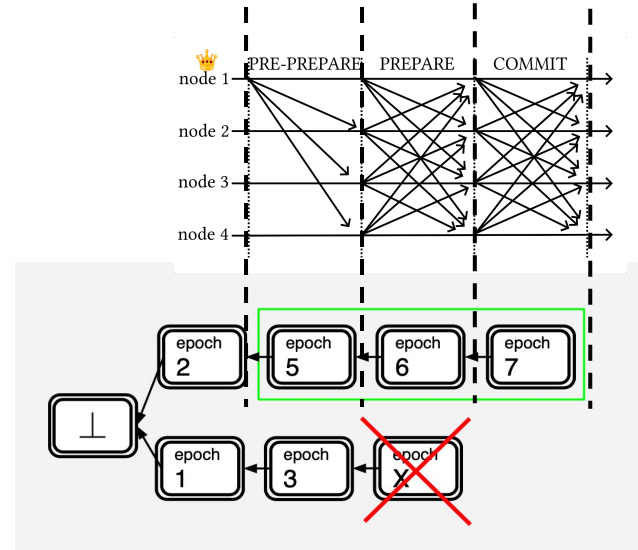 PRE-PREPARE PREPARE COMMIT
node 1
node 2
node 3
node 4
epoch epoch epoch epoch
2 5 6 7
⊥
epoch epoch epoch
1 3 X